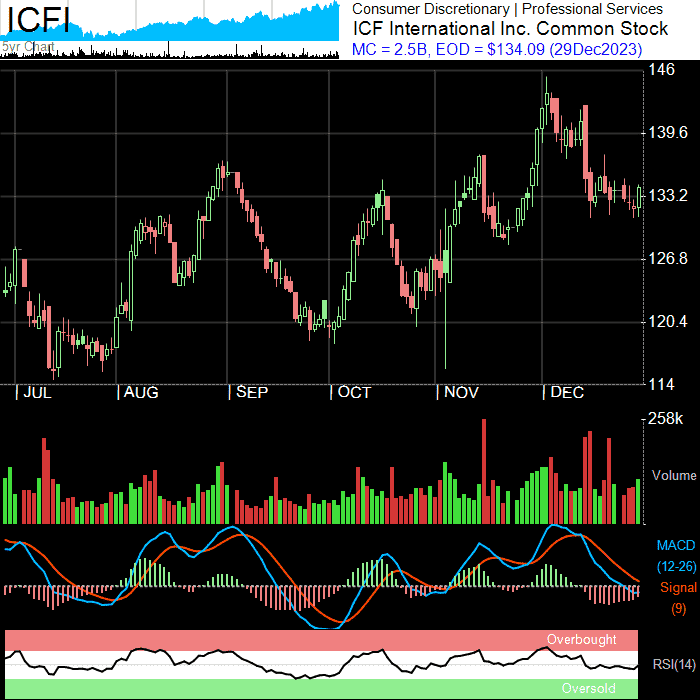 ICFI
5yr Chart
Consumer Discretionary | Professional Services
ICF International Inc. Common Stock
MC = 2.5B, EOD = $134.09 (29Dec2023)
146
139.6
133.2
126.8
120.4
114
JUL AUG SEP OCT NOV DEC
258k
Volume
MACD
(12-26)
Signal
(9)
Overbought
RSI(14)
Oversold